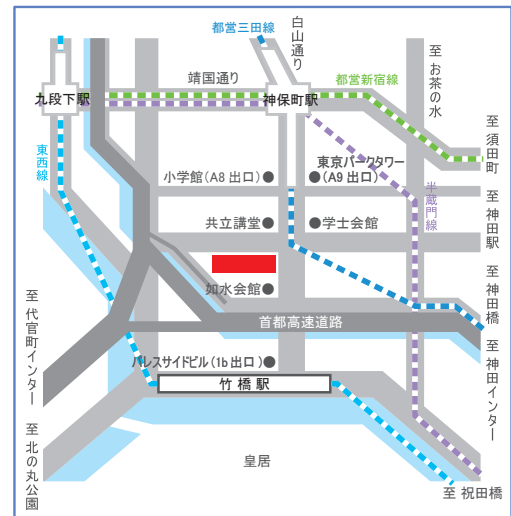 都営三田線
白山通り
至 お茶の水
靖国通り
都営新宿線
九段下駅
神保町駅
至 須田町
東西線
東京パークタワー
(A9 出口)
小学館(A8 出口)
半蔵門線
至 神田駅
共立講堂
学士会館
至 神田橋
如水会館
至 代官町インター
首都高速道路
至 神田インター
パレスサイドビル(1b 出口)
竹橋駅
至 北の丸公園
皇居
至 祝田橋